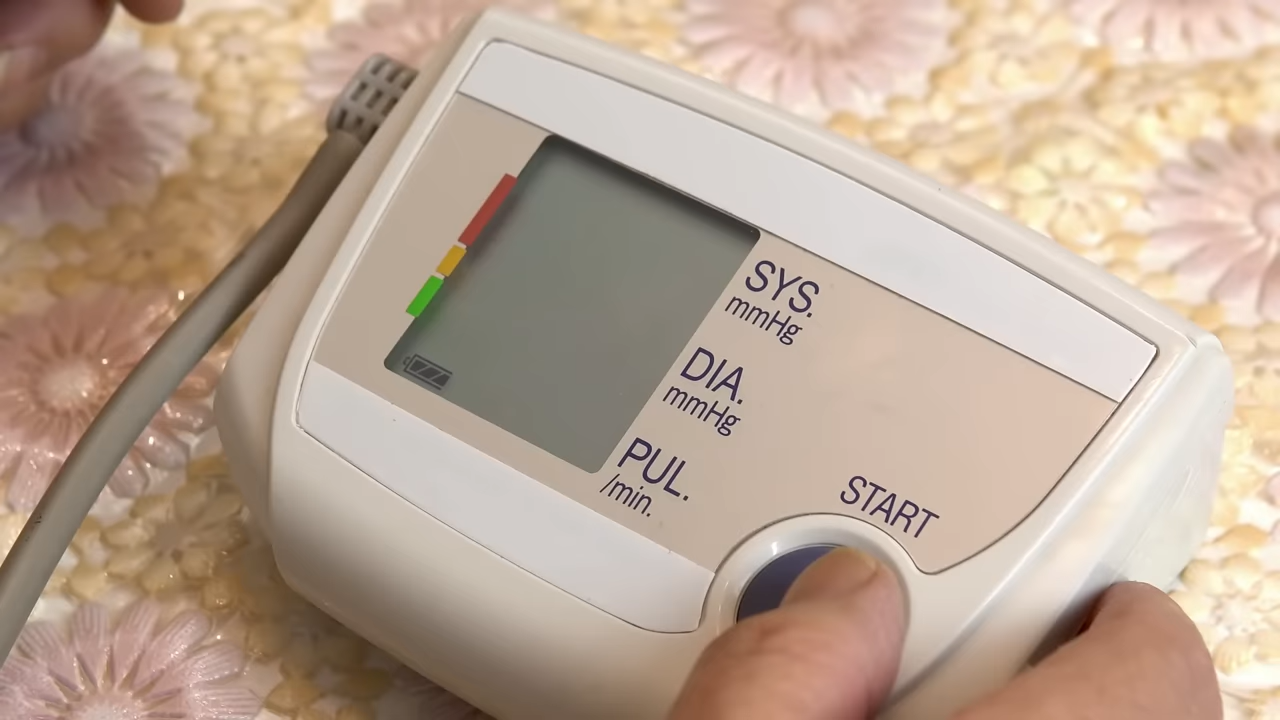 SYS.
mmHg
DIA.
mmHg
PUL.
/min.
START